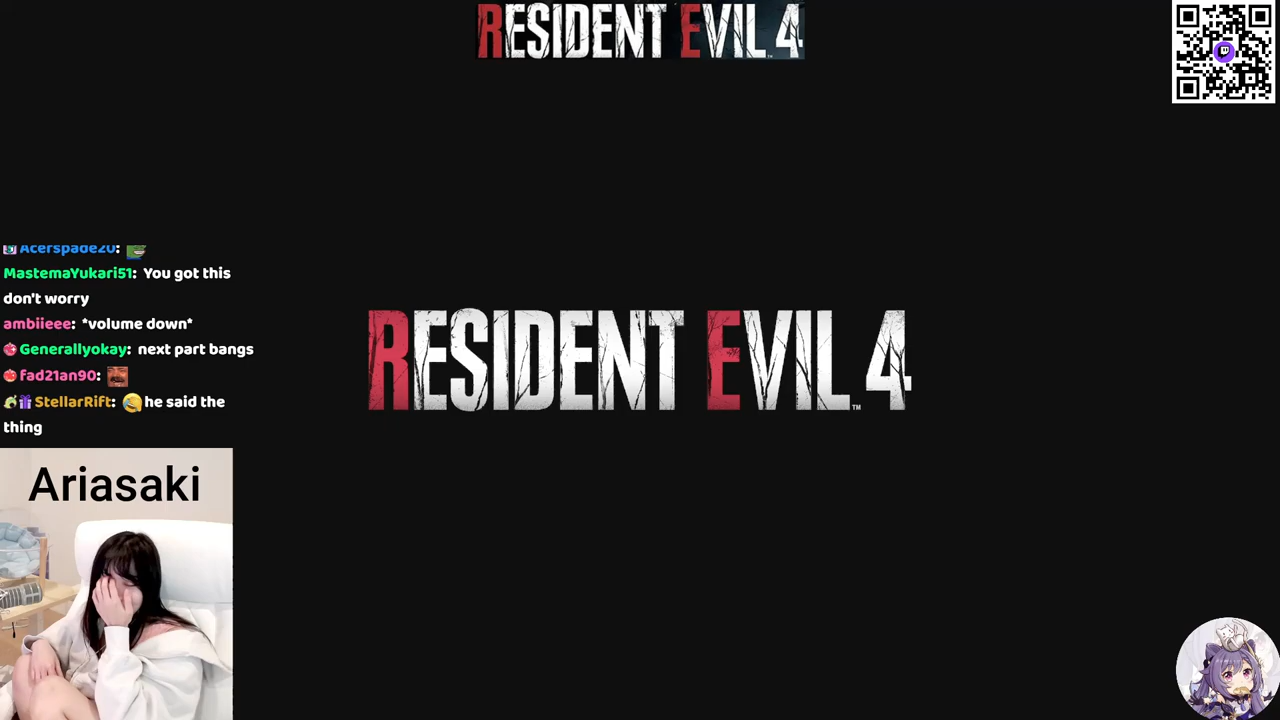 RESIDENT EVIL 4
Acerspade20:
MastemaYukari51: You got this
don't worry
ambiieee: *volume down*
Generallyokay: next part bangs
fad21an90:
StellarRift: he said the
thing
RESIDENT EVIL 4
TM
Ariasaki